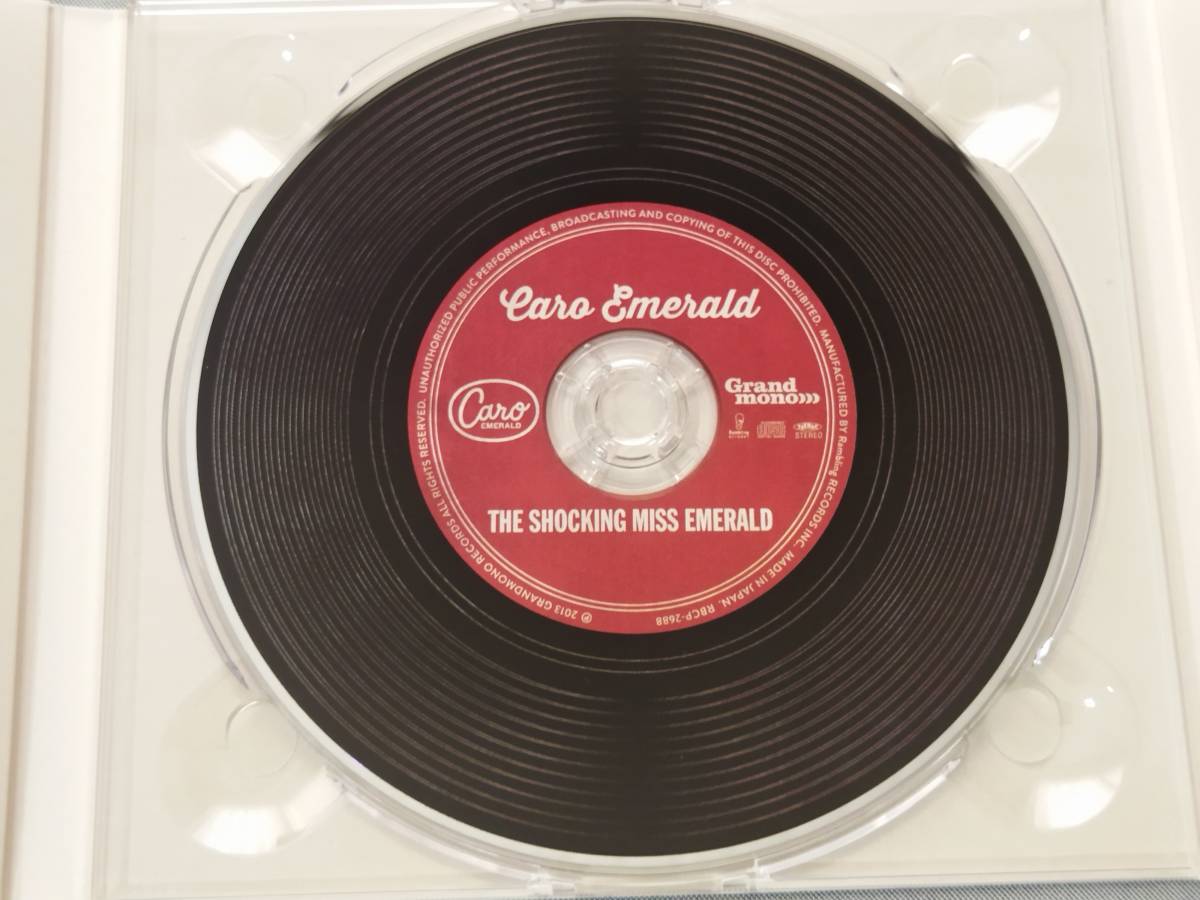 Caro Emerald
Caro
EMERALD
Grand
mono)))
STEREO
THE SHOCKING MISS EMERALD
℗ 2013 GRANDMONO RECORDS ALL RIGHTS RESERVED. UNAUTHORIZED PUBLIC PERFORMANCE, BROADCASTING AND COPYING OF THIS DISC PROHIBITED. MANUFACTURED BY Rambling RECORDS INC. MADE IN JAPAN. RBCP-2688